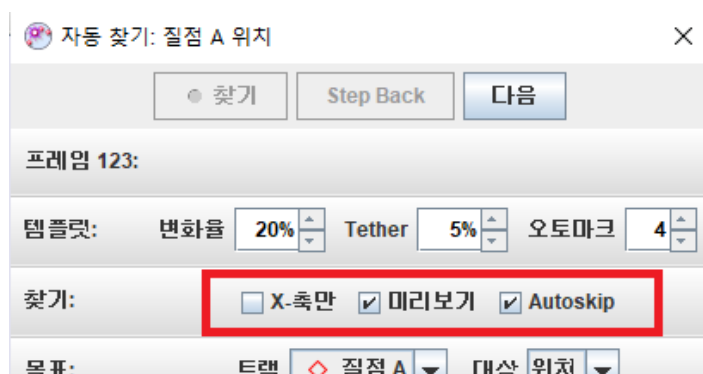 자동 찾기: 질점 A 위치
찾기 Step Back 다음
프레임 123:
템플릿: 변화율 20% Tether 5% 오토마크 4
찾기: X-축만 미리보기 Autoskip
목표: 트랙 질점 A 대상 위치